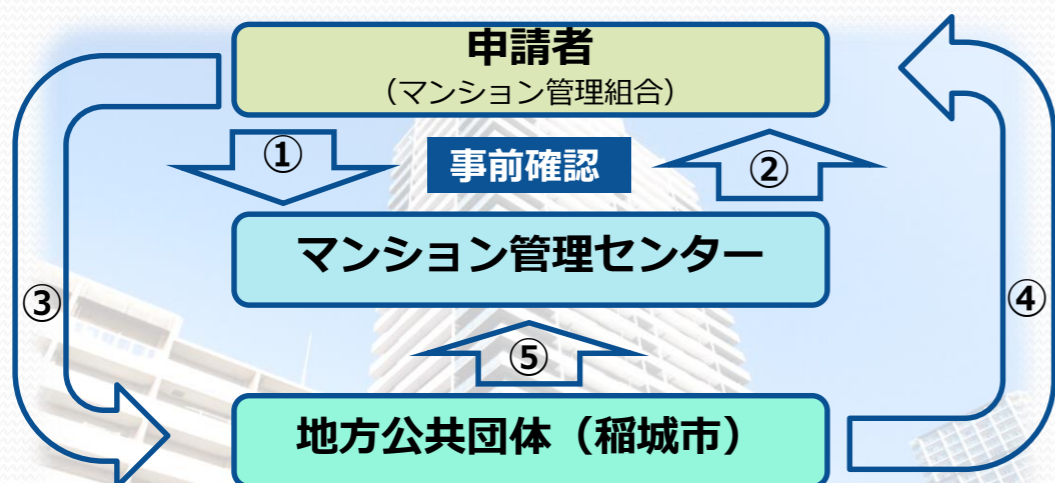 申請者
（マンション管理組合）
①
事前確認
②
マンション管理センター
③
④
⑤
地方公共団体（稲城市）